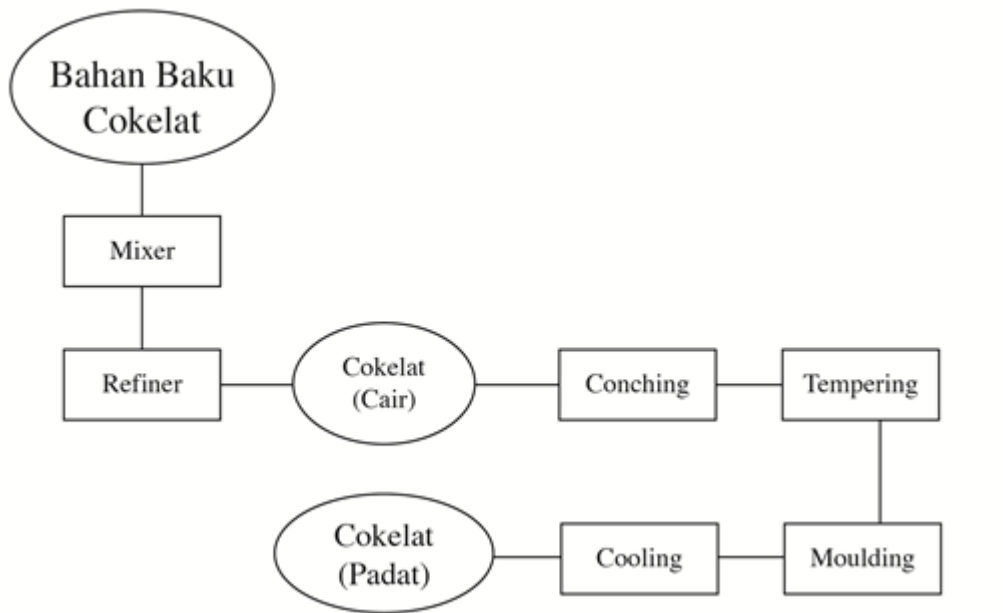 Bahan Baku
Cokelat
Mixer
Refiner
Cokelat
(Cair)
Conching
Tempering
Cokelat
(Padat)
Cooling
Moulding